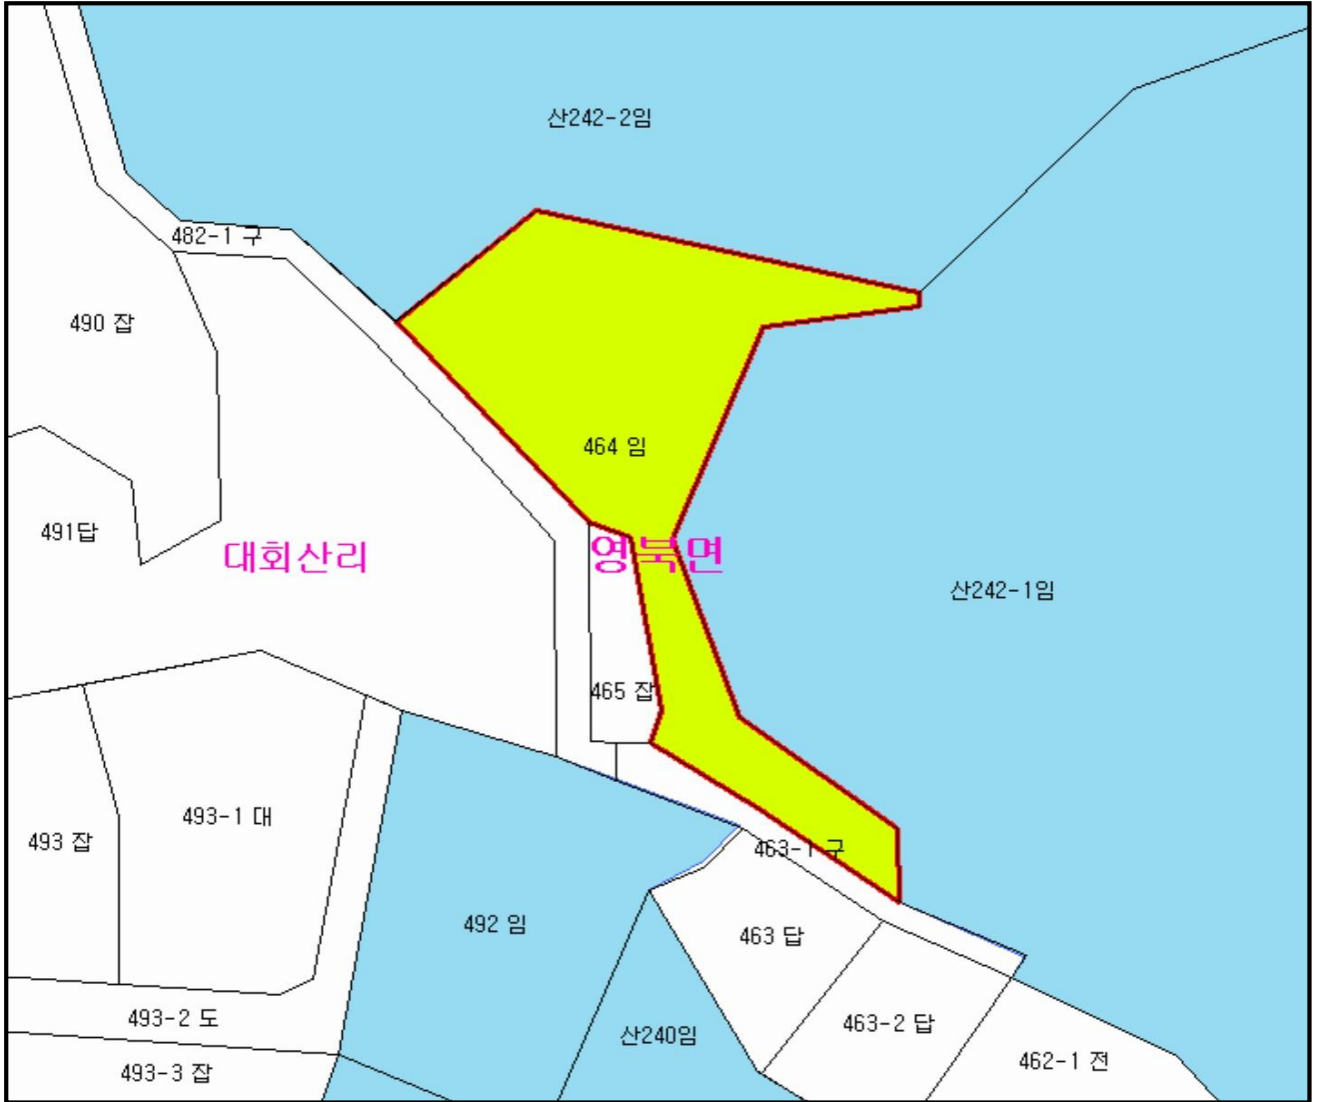 산242-2임
482-1 구
490 잡
464 임
491답
대회산리
영북면
산242-1임
465 잡
493-1 대
493 잡
463-1 구
492 임
463 답
493-2 도
463-2 답
산240임
462-1 전
493-3 잡